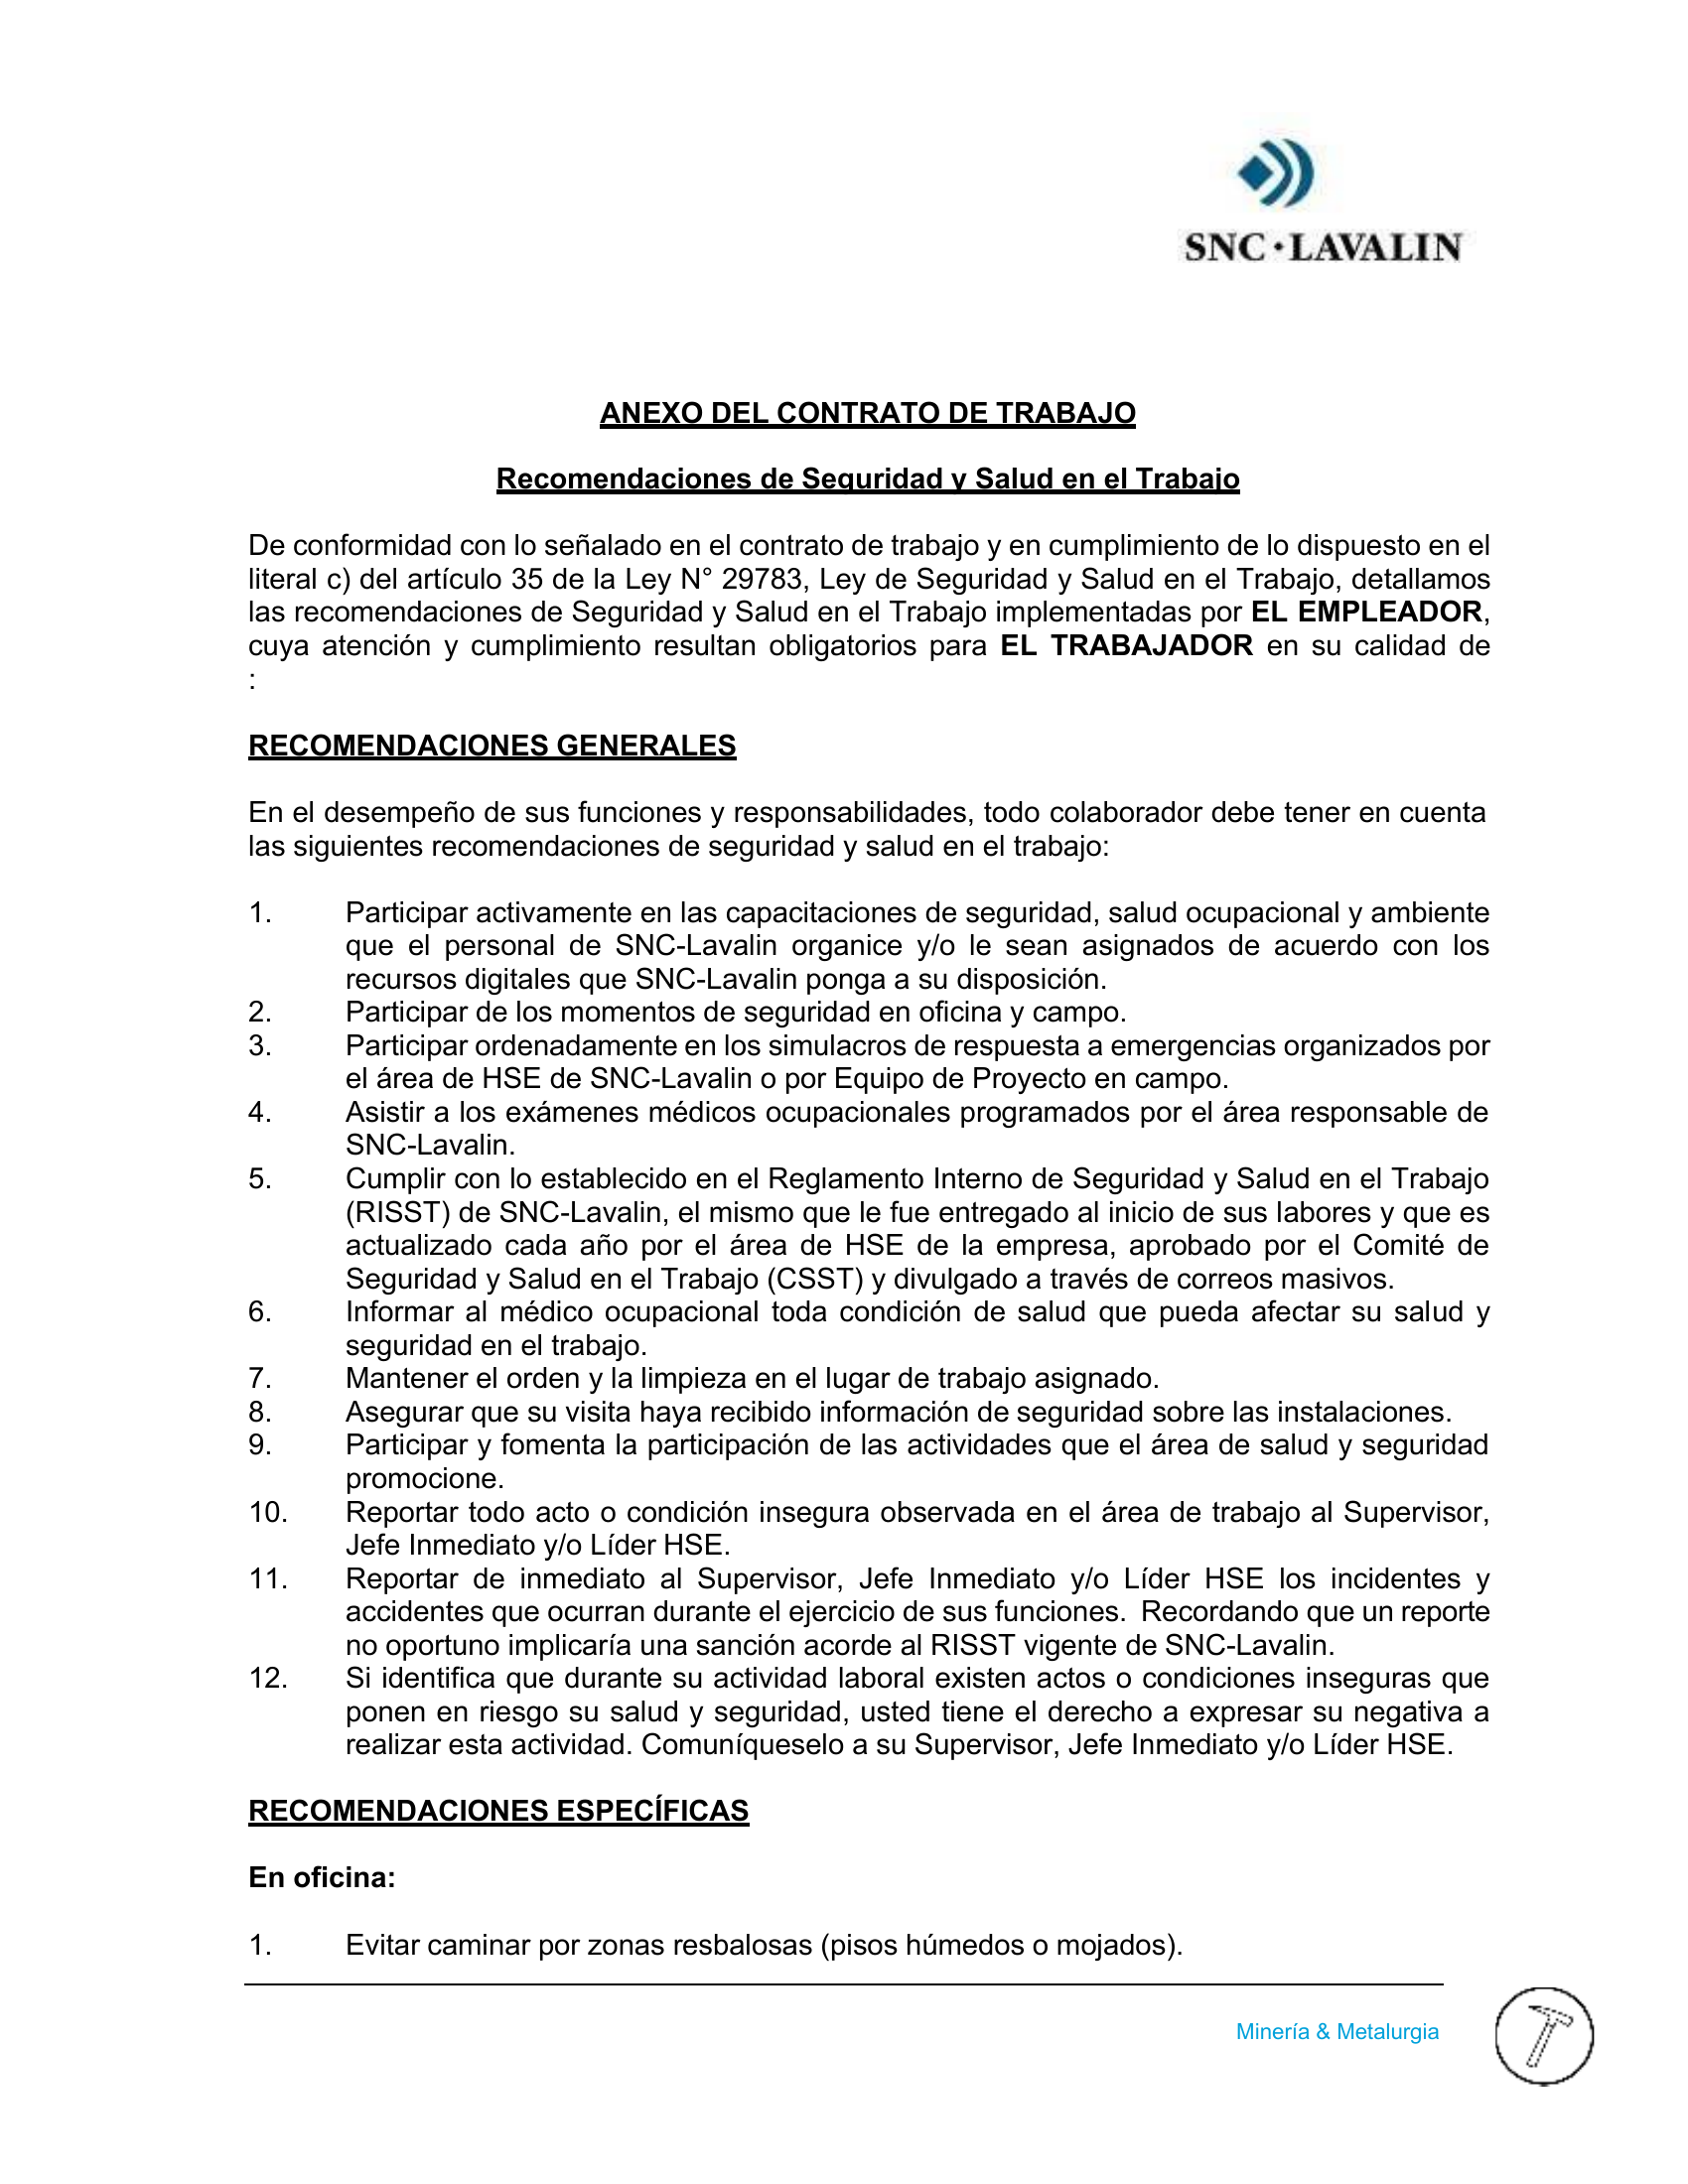 SNC·LAVALIN
ANEXO DEL CONTRATO DE TRABAJO
Recomendaciones de Seguridad y Salud en el Trabajo
De conformidad con lo señalado en el contrato de trabajo y en cumplimiento de lo dispuesto en el
literal c) del artículo 35 de la Ley N° 29783, Ley de Seguridad y Salud en el Trabajo, detallamos
las recomendaciones de Seguridad y Salud en el Trabajo implementadas por EL EMPLEADOR,
cuya atención y cumplimiento resultan obligatorios para EL TRABAJADOR en su calidad de
:
RECOMENDACIONES GENERALES
En el desempeño de sus funciones y responsabilidades, todo colaborador debe tener en cuenta
las siguientes recomendaciones de seguridad y salud en el trabajo:
1. Participar activamente en las capacitaciones de seguridad, salud ocupacional y ambiente
que el personal de SNC-Lavalin organice y/o le sean asignados de acuerdo con los
recursos digitales que SNC-Lavalin ponga a su disposición.
2. Participar de los momentos de seguridad en oficina y campo.
3. Participar ordenadamente en los simulacros de respuesta a emergencias organizados por
el área de HSE de SNC-Lavalin o por Equipo de Proyecto en campo.
4. Asistir a los exámenes médicos ocupacionales programados por el área responsable de
SNC-Lavalin.
5. Cumplir con lo establecido en el Reglamento Interno de Seguridad y Salud en el Trabajo
(RISST) de SNC-Lavalin, el mismo que le fue entregado al inicio de sus labores y que es
actualizado cada año por el área de HSE de la empresa, aprobado por el Comité de
Seguridad y Salud en el Trabajo (CSST) y divulgado a través de correos masivos.
6. Informar al médico ocupacional toda condición de salud que pueda afectar su salud y
seguridad en el trabajo.
7. Mantener el orden y la limpieza en el lugar de trabajo asignado.
8. Asegurar que su visita haya recibido información de seguridad sobre las instalaciones.
9. Participar y fomenta la participación de las actividades que el área de salud y seguridad
promocione.
10. Reportar todo acto o condición insegura observada en el área de trabajo al Supervisor,
Jefe Inmediato y/o Líder HSE.
11. Reportar de inmediato al Supervisor, Jefe Inmediato y/o Líder HSE los incidentes y
accidentes que ocurran durante el ejercicio de sus funciones. Recordando que un reporte
no oportuno implicaría una sanción acorde al RISST vigente de SNC-Lavalin.
12. Si identifica que durante su actividad laboral existen actos o condiciones inseguras que
ponen en riesgo su salud y seguridad, usted tiene el derecho a expresar su negativa a
realizar esta actividad. Comuníqueselo a su Supervisor, Jefe Inmediato y/o Líder HSE.
RECOMENDACIONES ESPECÍFICAS
En oficina:
1. Evitar caminar por zonas resbalosas (pisos húmedos o mojados).
Minería & Metalurgia